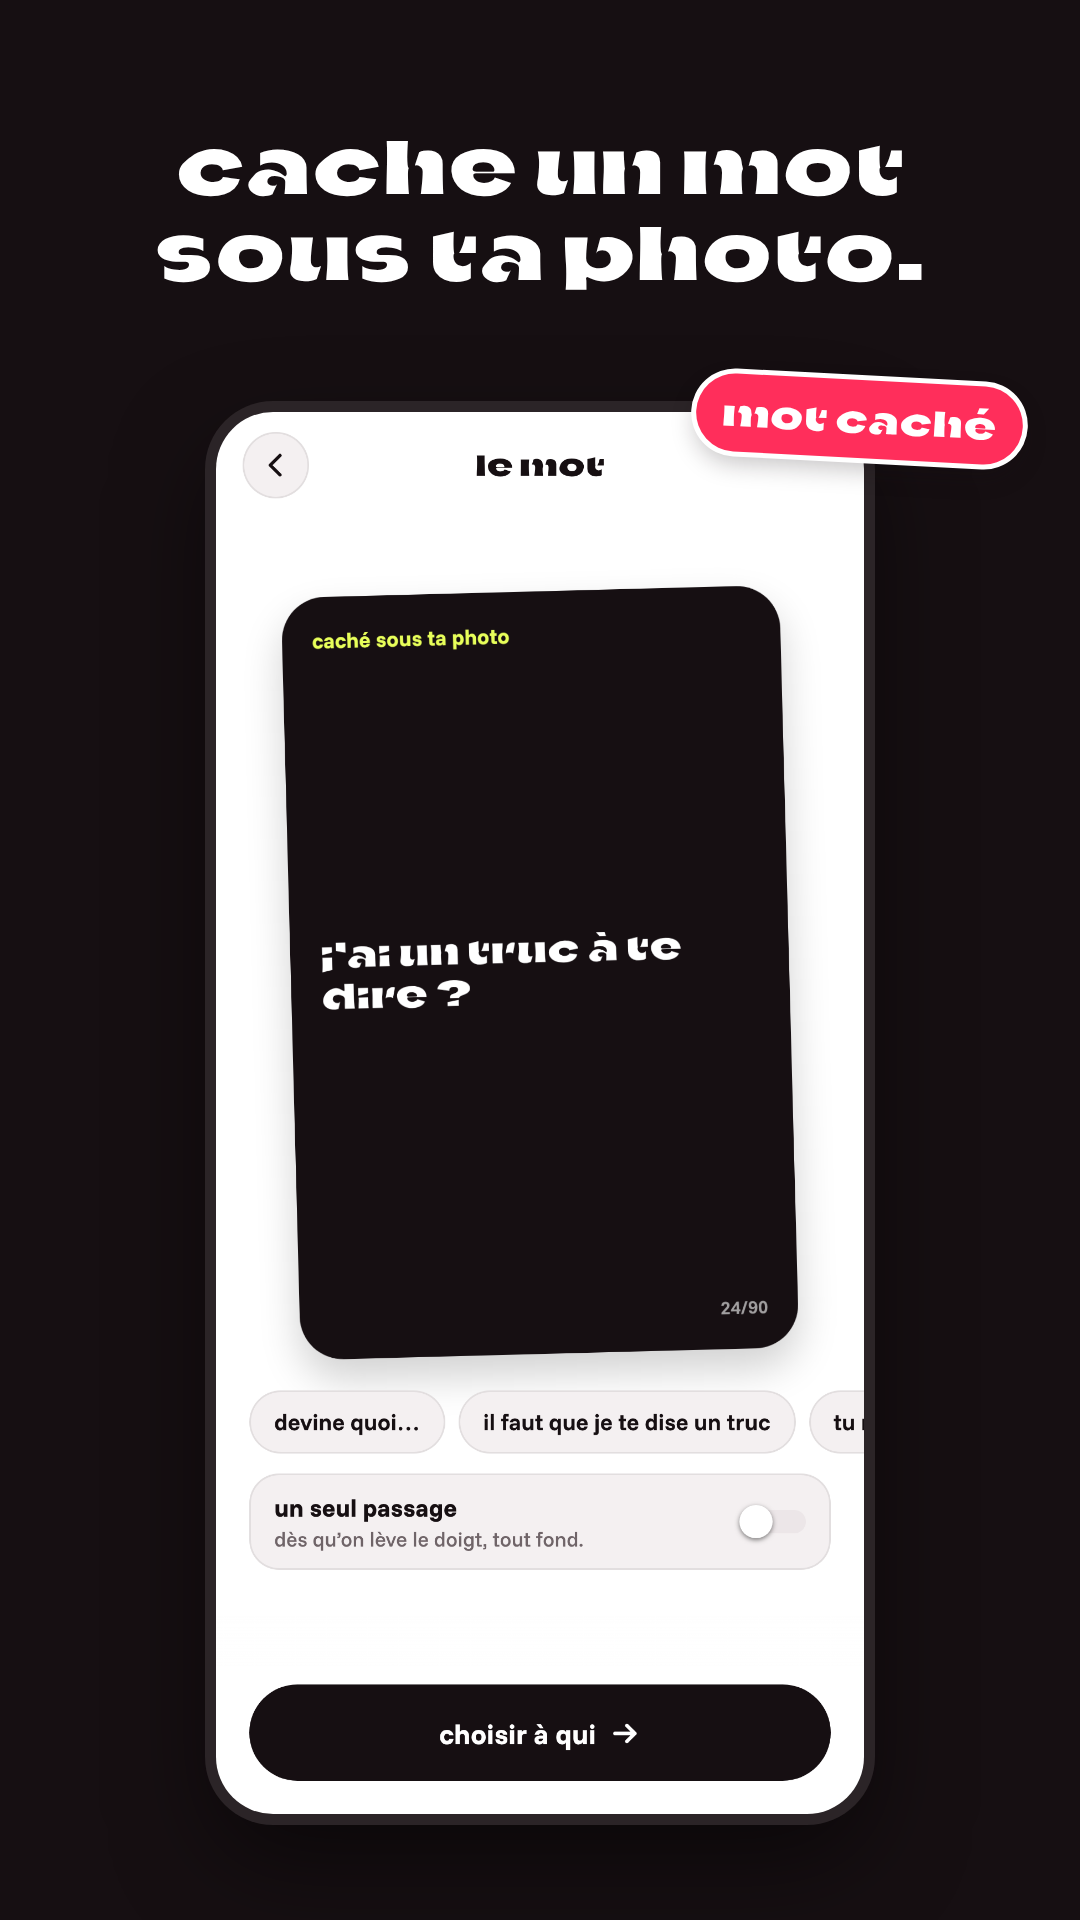 cache un mot
sous ta photo.
mot caché
le mot
caché sous ta photo
j'ai un truc à te
dire ?
24/90
devine quoi...
il faut que je te dise un truc
tu
un seul passage
dès qu’on lève le doigt, tout fond.
choisir à qui →